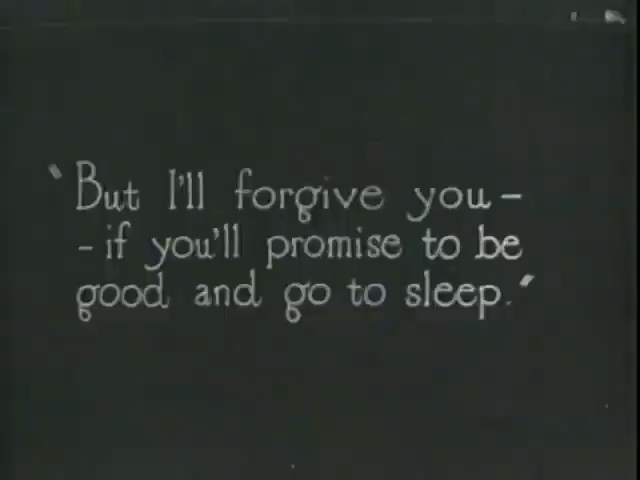 "But I'll forgive you –
– if you'll promise to be
good and go to sleep."